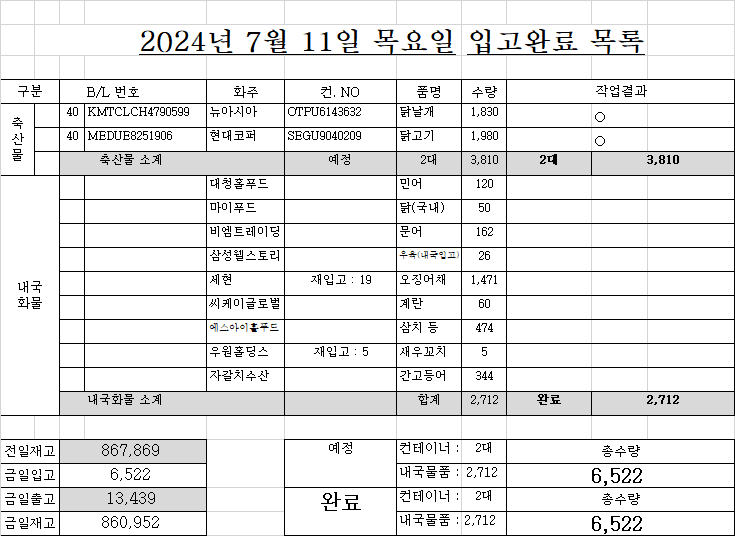 2024년 7월 11일 목요일 입고완료 목록
구분 B/L 번호 화주 컨. NO 품명 수량 작업결과
축산물
40 KMTCLCH4790599 뉴아시아 OTPU6143632 닭날개 1,830 ○
40 MEDUE8251906 현대코퍼 SEGU9040209 닭고기 1,980 ○
축산물 소계 예정 2대 3,810 2대 3,810
내국화물
대청홀푸드 민어 120
마이푸드 닭(국내) 50
비엠트레이딩 문어 162
삼성웰스토리 우육(내국입고) 26
제현 재입고 : 19 오징어채 1,471
씨케이글로벌 계란 60
에스아이홀푸드 삼치 등 474
우원홀딩스 재입고 : 5 새우꼬치 5
자갈치수산 간고등어 344
내국화물 소계 합계 2,712 완료 2,712
전일재고 867,869 예정 컨테이너 : 2대 총수량
금일입고 6,522 내국물품 : 2,712 6,522
금일출고 13,439 완료 컨테이너 : 2대 총수량
금일재고 860,952 내국물품 : 2,712 6,522